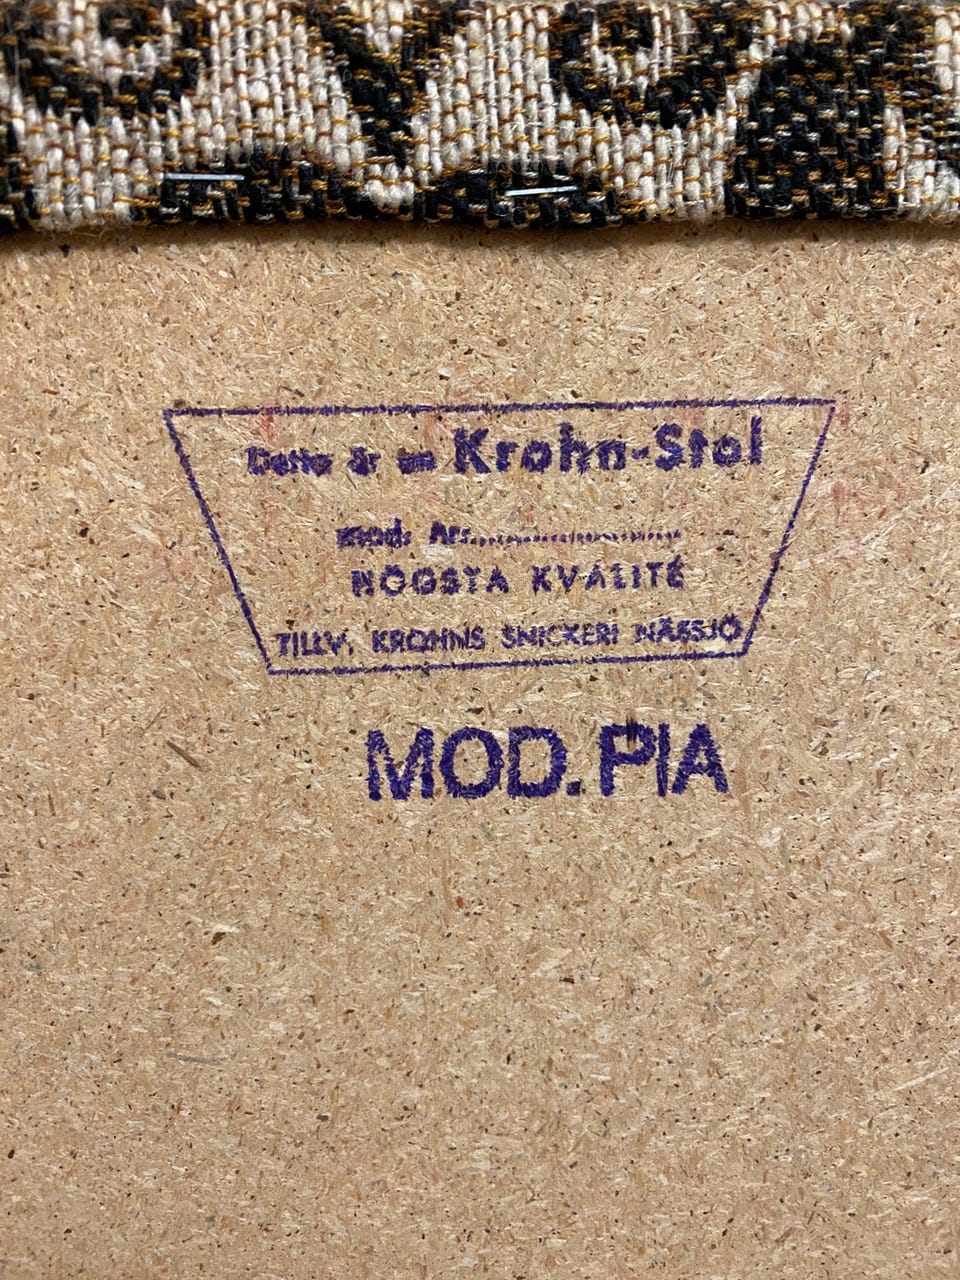 Detta är en Krohn-Stol
mod: Nr..............................
HÖGSTA KVALITÉ
TILLV. KROHNS SNICKERI NÄSSJÖ
MOD. PIA